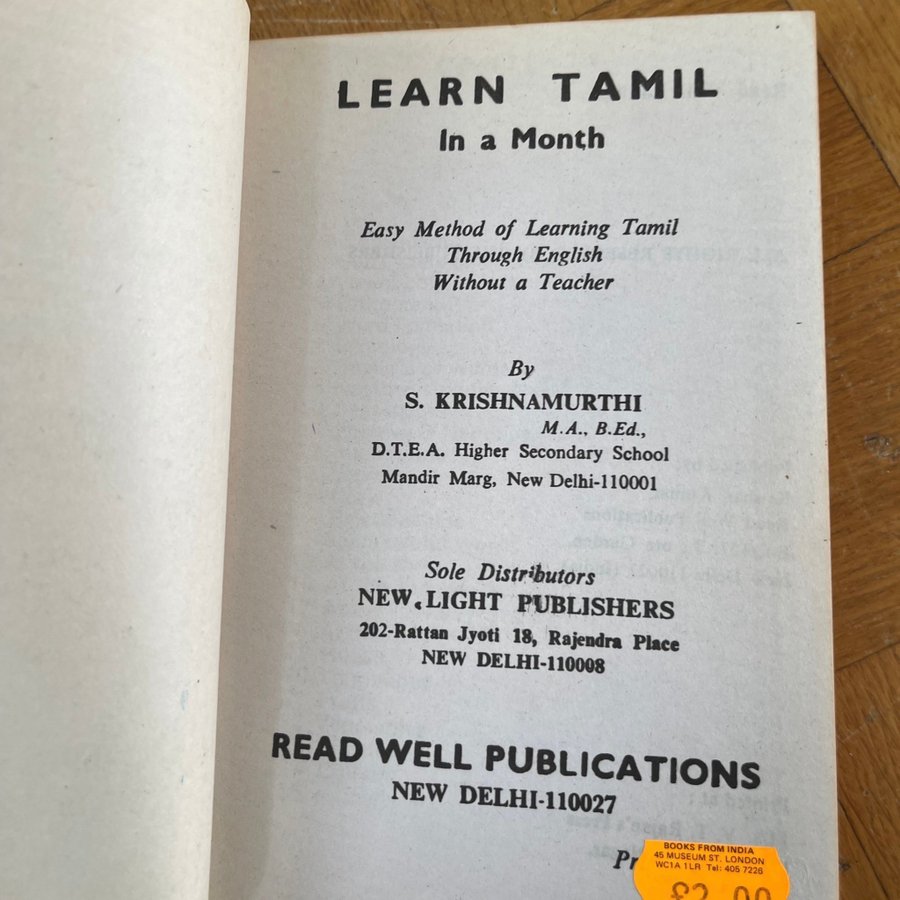 LEARN TAMIL
In a Month
Easy Method of Learning Tamil
Through English
Without a Teacher
By
S. KRISHNAMURTHI
M.A., B.Ed.,
D.T.E.A. Higher Secondary School
Mandir Marg, New Delhi-110001
Sole Distributors
NEW LIGHT PUBLISHERS
202-Rattan Jyoti 18, Rajendra Place
NEW DELHI-110008
READ WELL PUBLICATIONS
NEW DELHI-110027
BOOKS FROM INDIA
45 MUSEUM ST. LONDON
WC1A 1LR Tel: 405 7226
£2.00